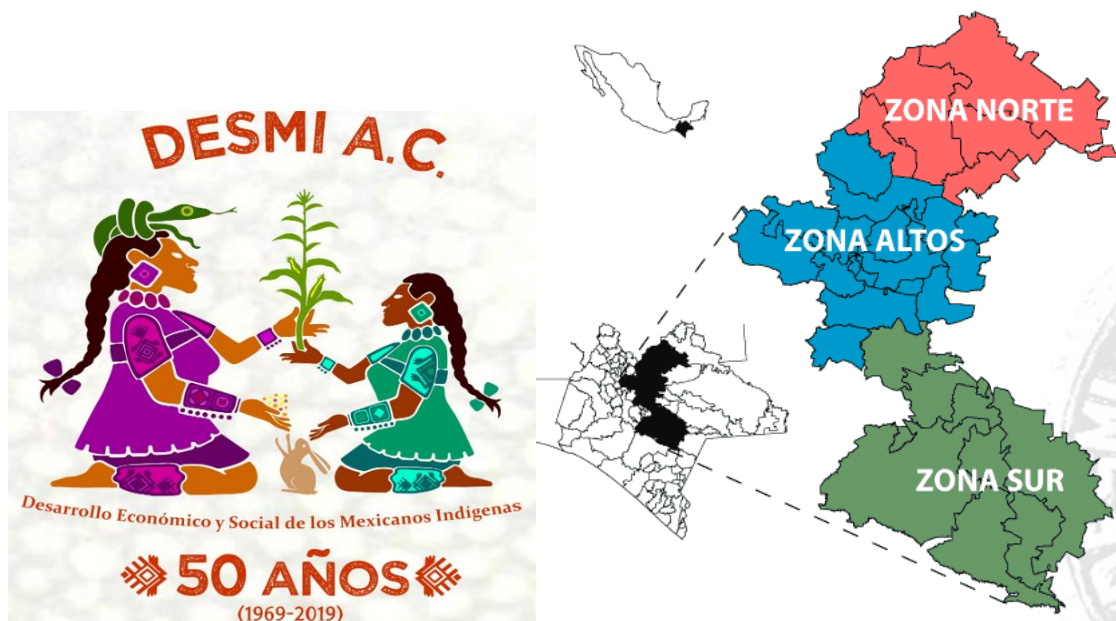 DESMI A.C.
Desarrollo Económico y Social de los Mexicanos Indígenas
50 AÑOS
(1969-2019)
ZONA NORTE
ZONA ALTOS
ZONA SUR